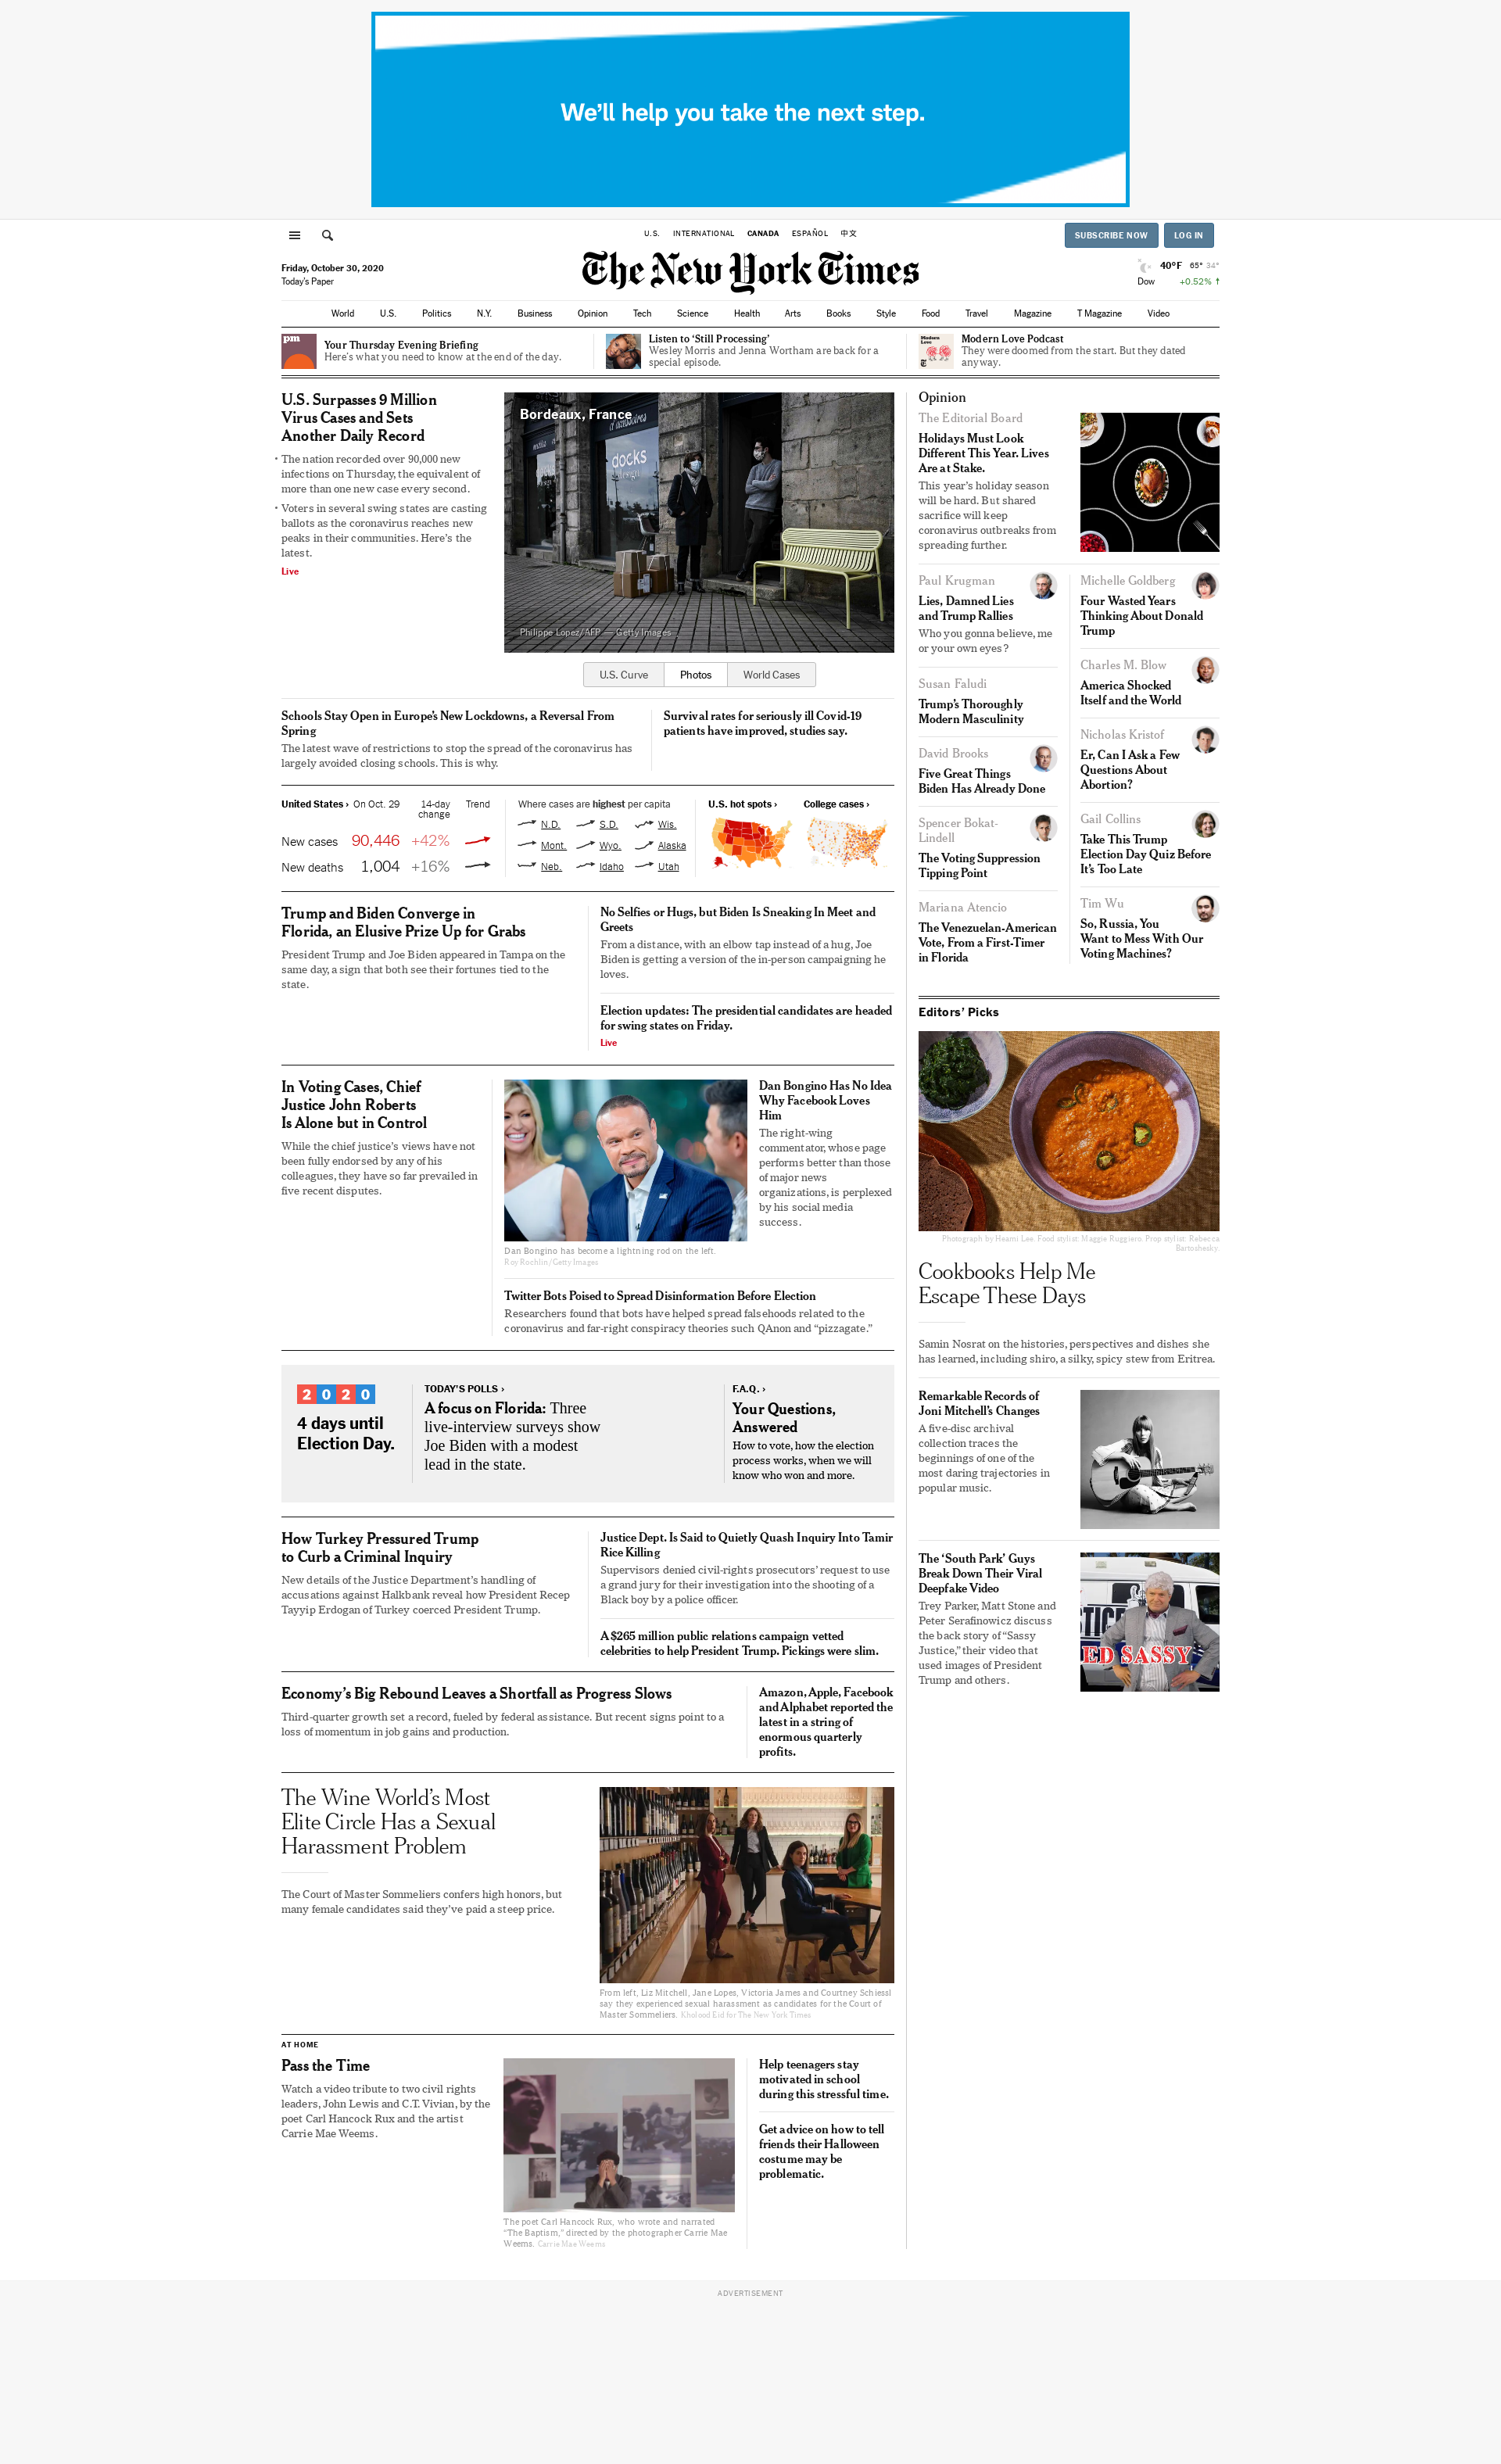 We'll help you take the next step.
U.S. INTERNATIONAL CANADA ESPAÑOL 中文
SUBSCRIBE NOW LOG IN
Friday, October 30, 2020
Today's Paper
The New York Times
40°F 65° 34°
Dow +0.52% ↑
World U.S. Politics N.Y. Business Opinion Tech Science Health Arts Books Style Food Travel Magazine T Magazine Video
pm
Your Thursday Evening Briefing
Here's what you need to know at the end of the day.
Listen to 'Still Processing'
Wesley Morris and Jenna Wortham are back for a
special episode.
Modern Love
Modern Love Podcast
They were doomed from the start. But they dated
anyway.
U.S. Surpasses 9 Million
Virus Cases and Sets
Another Daily Record
• The nation recorded over 90,000 new
infections on Thursday, the equivalent of
more than one new case every second.
• Voters in several swing states are casting
ballots as the coronavirus reaches new
peaks in their communities. Here's the
latest.
Live
Bordeaux, France
docks
Philippe Lopez/AFP — Getty Images
U.S. Curve Photos World Cases
Schools Stay Open in Europe's New Lockdowns, a Reversal From
Spring
The latest wave of restrictions to stop the spread of the coronavirus has
largely avoided closing schools. This is why.
Survival rates for seriously ill Covid-19
patients have improved, studies say.
United States › On Oct. 29 14-day
change Trend
New cases 90,446 +42%
New deaths 1,004 +16%
Where cases are highest per capita
N.D. S.D. Wis.
Mont. Wyo. Alaska
Neb. Idaho Utah
U.S. hot spots › College cases ›
Trump and Biden Converge in
Florida, an Elusive Prize Up for Grabs
President Trump and Joe Biden appeared in Tampa on the
same day, a sign that both see their fortunes tied to the
state.
No Selfies or Hugs, but Biden Is Sneaking In Meet and
Greets
From a distance, with an elbow tap instead of a hug, Joe
Biden is getting a version of the in-person campaigning he
loves.
Election updates: The presidential candidates are headed
for swing states on Friday.
Live
In Voting Cases, Chief
Justice John Roberts
Is Alone but in Control
While the chief justice's views have not
been fully endorsed by any of his
colleagues, they have so far prevailed in
five recent disputes.
Dan Bongino has become a lightning rod on the left.
Roy Rochlin/Getty Images
Dan Bongino Has No Idea
Why Facebook Loves
Him
The right-wing
commentator, whose page
performs better than those
of major news
organizations, is perplexed
by his social media
success.
Twitter Bots Poised to Spread Disinformation Before Election
Researchers found that bots have helped spread falsehoods related to the
coronavirus and far-right conspiracy theories such QAnon and “pizzagate.”
2020
4 days until
Election Day.
TODAY'S POLLS ›
A focus on Florida: Three
live-interview surveys show
Joe Biden with a modest
lead in the state.
F.A.Q. ›
Your Questions,
Answered
How to vote, how the election
process works, when we will
know who won and more.
How Turkey Pressured Trump
to Curb a Criminal Inquiry
New details of the Justice Department's handling of
accusations against Halkbank reveal how President Recep
Tayyip Erdogan of Turkey coerced President Trump.
Justice Dept. Is Said to Quietly Quash Inquiry Into Tamir
Rice Killing
Supervisors denied civil-rights prosecutors' request to use
a grand jury for their investigation into the shooting of a
Black boy by a police officer.
A $265 million public relations campaign vetted
celebrities to help President Trump. Pickings were slim.
Economy's Big Rebound Leaves a Shortfall as Progress Slows
Third-quarter growth set a record, fueled by federal assistance. But recent signs point to a
loss of momentum in job gains and production.
Amazon, Apple, Facebook
and Alphabet reported the
latest in a string of
enormous quarterly
profits.
The Wine World's Most
Elite Circle Has a Sexual
Harassment Problem
The Court of Master Sommeliers confers high honors, but
many female candidates said they've paid a steep price.
From left, Liz Mitchell, Jane Lopes, Victoria James and Courtney Schiessl
say they experienced sexual harassment as candidates for the Court of
Master Sommeliers. Kholood Eid for The New York Times
AT HOME
Pass the Time
Watch a video tribute to two civil rights
leaders, John Lewis and C.T. Vivian, by the
poet Carl Hancock Rux and the artist
Carrie Mae Weems.
The poet Carl Hancock Rux, who wrote and narrated
“The Baptism,” directed by the photographer Carrie Mae
Weems. Carrie Mae Weems
Help teenagers stay
motivated in school
during this stressful time.
Get advice on how to tell
friends their Halloween
costume may be
problematic.
Opinion
The Editorial Board
Holidays Must Look
Different This Year. Lives
Are at Stake.
This year's holiday season
will be hard. But shared
sacrifice will keep
coronavirus outbreaks from
spreading further.
Paul Krugman
Lies, Damned Lies
and Trump Rallies
Who you gonna believe, me
or your own eyes?
Susan Faludi
Trump's Thoroughly
Modern Masculinity
David Brooks
Five Great Things
Biden Has Already Done
Spencer Bokat-
Lindell
The Voting Suppression
Tipping Point
Mariana Atencio
The Venezuelan-American
Vote, From a First-Timer
in Florida
Michelle Goldberg
Four Wasted Years
Thinking About Donald
Trump
Charles M. Blow
America Shocked
Itself and the World
Nicholas Kristof
Er, Can I Ask a Few
Questions About
Abortion?
Gail Collins
Take This Trump
Election Day Quiz Before
It's Too Late
Tim Wu
So, Russia, You
Want to Mess With Our
Voting Machines?
Editors' Picks
Photograph by Heami Lee. Food stylist: Maggie Ruggiero. Prop stylist: Rebecca
Bartoshesky.
Cookbooks Help Me
Escape These Days
Samin Nosrat on the histories, perspectives and dishes she
has learned, including shiro, a silky, spicy stew from Eritrea.
Remarkable Records of
Joni Mitchell's Changes
A five-disc archival
collection traces the
beginnings of one of the
most daring trajectories in
popular music.
The 'South Park' Guys
Break Down Their Viral
Deepfake Video
Trey Parker, Matt Stone and
Peter Serafinowicz discuss
the back story of “Sassy
Justice,” their video that
used images of President
Trump and others.
ED SASSY
ADVERTISEMENT